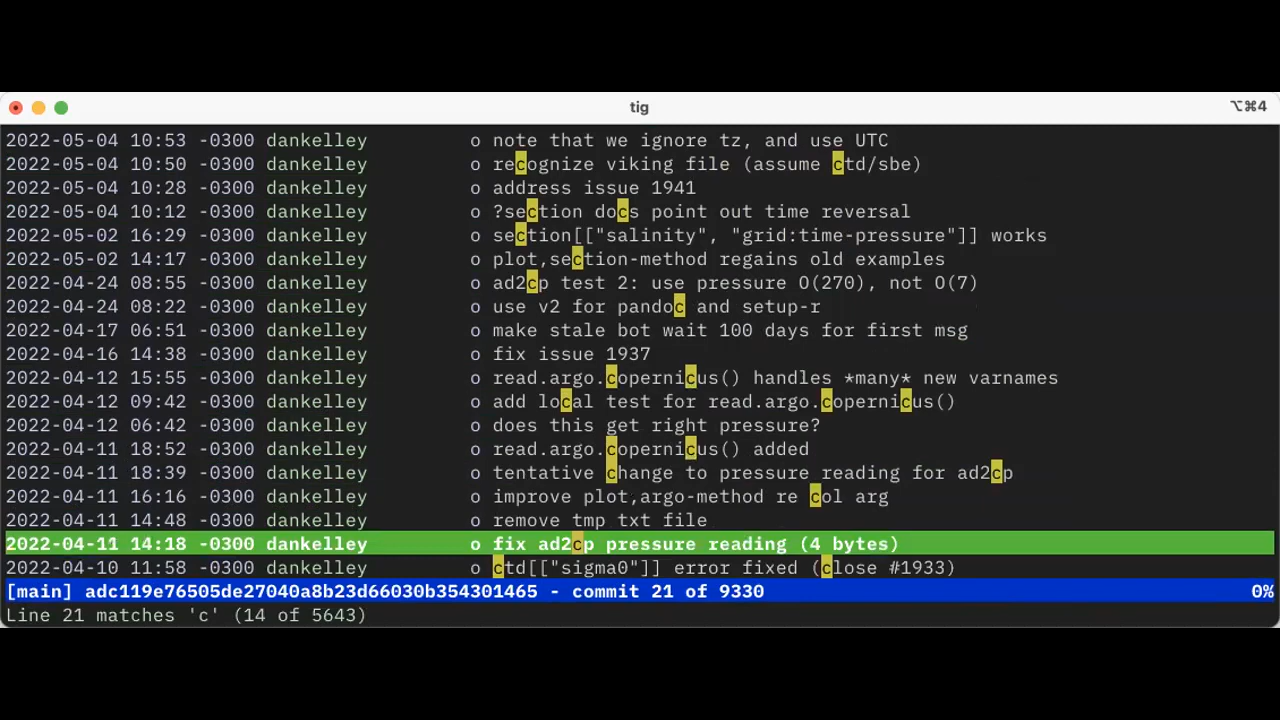 tig
⌥⌘4
2022-05-04 10:53 -0300 dankelley o note that we ignore tz, and use UTC
2022-05-04 10:50 -0300 dankelley o recognize viking file (assume ctd/sbe)
2022-05-04 10:28 -0300 dankelley o address issue 1941
2022-05-04 10:12 -0300 dankelley o ?section docs point out time reversal
2022-05-02 16:29 -0300 dankelley o section[["salinity", "grid:time-pressure"]] works
2022-05-02 14:17 -0300 dankelley o plot,section-method regains old examples
2022-04-24 08:55 -0300 dankelley o ad2cp test 2: use pressure O(270), not O(7)
2022-04-24 08:22 -0300 dankelley o use v2 for pandoc and setup-r
2022-04-17 06:51 -0300 dankelley o make stale bot wait 100 days for first msg
2022-04-16 14:38 -0300 dankelley o fix issue 1937
2022-04-12 15:55 -0300 dankelley o read.argo.copernicus() handles *many* new varnames
2022-04-12 09:42 -0300 dankelley o add local test for read.argo.copernicus()
2022-04-12 06:42 -0300 dankelley o does this get right pressure?
2022-04-11 18:52 -0300 dankelley o read.argo.copernicus() added
2022-04-11 18:39 -0300 dankelley o tentative change to pressure reading for ad2cp
2022-04-11 16:16 -0300 dankelley o improve plot,argo-method re col arg
2022-04-11 14:48 -0300 dankelley o remove tmp txt file
2022-04-11 14:18 -0300 dankelley o fix ad2cp pressure reading (4 bytes)
2022-04-10 11:58 -0300 dankelley o ctd[["sigma0"]] error fixed (close #1933)
[main] adc119e76505de27040a8b23d66030b354301465 - commit 21 of 9330 0%
Line 21 matches 'c' (14 of 5643)